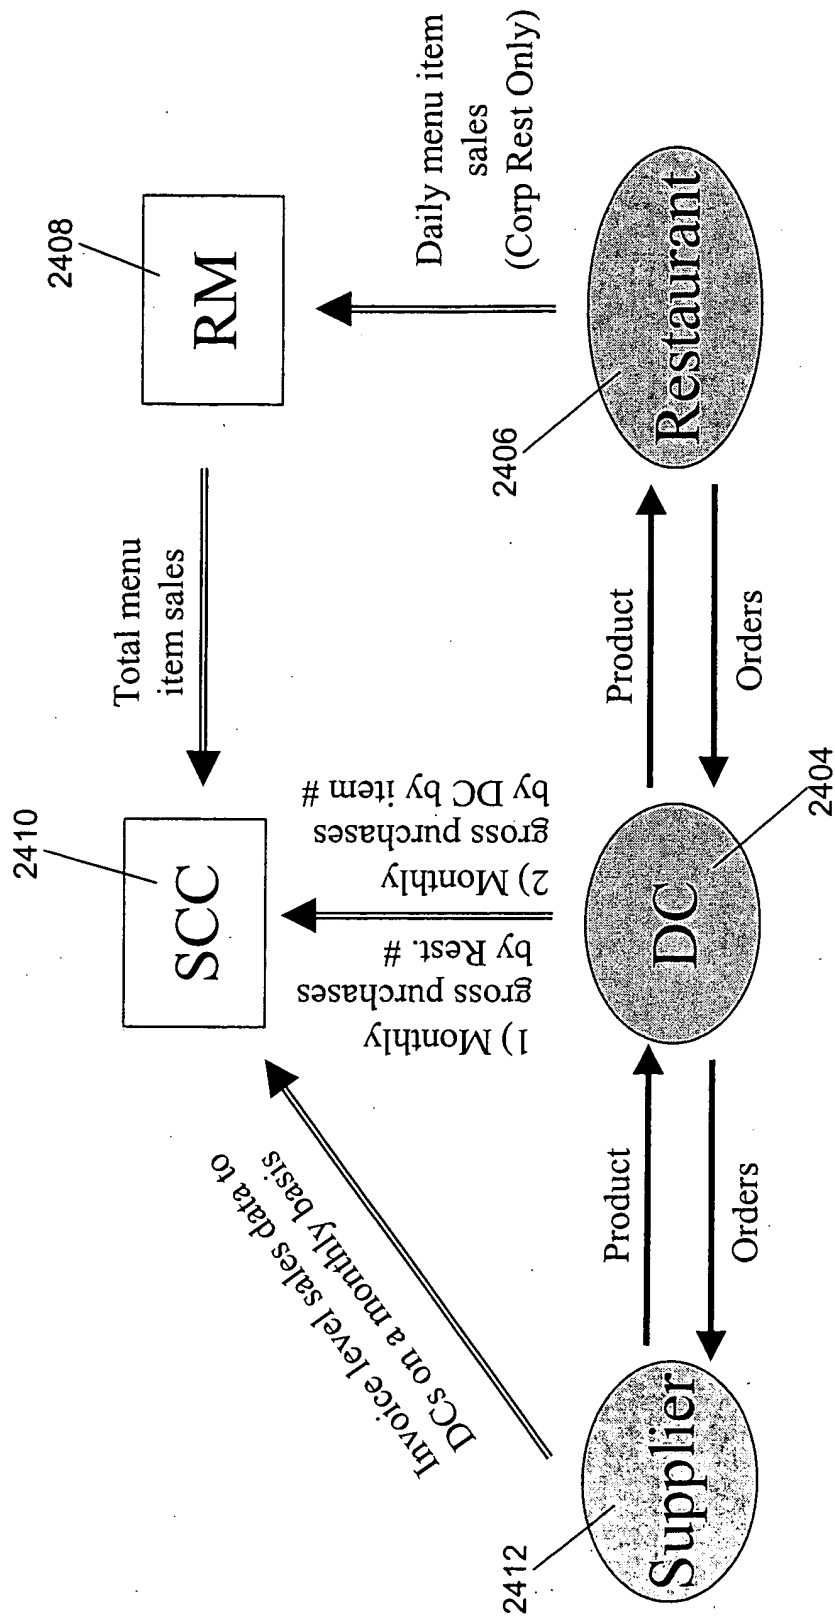 2410
SCC
Total menu
item sales
2408
RM
Invoice level sales data to
DCs on a monthly basis
1) Monthly
gross purchases
by Rest. #
2) Monthly
gross purchases
by DC by item #
Daily menu item
sales
(Corp Rest Only)
2412
Supplier
Product
Orders
DC
2404
Product
Orders
2406
Restaurant